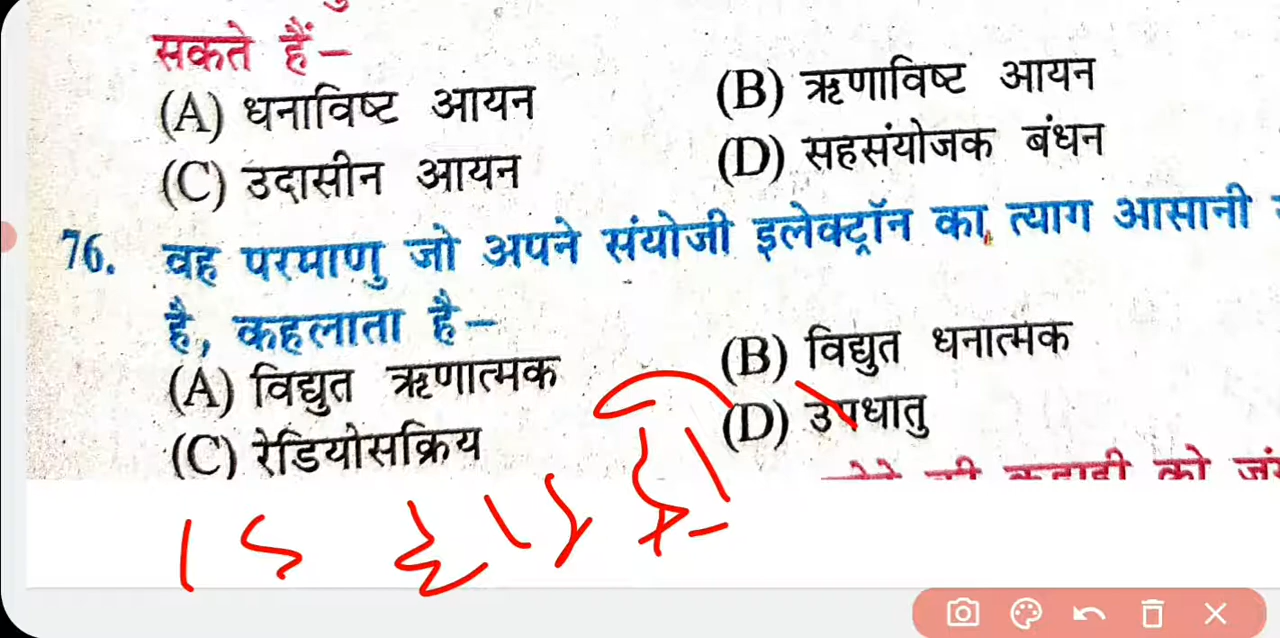 सकते हैं–
(A) धनाविष्ट आयन (B) ऋणाविष्ट आयन
(C) उदासीन आयन (D) सहसंयोजक बंधन
76. वह परमाणु जो अपने संयोजी इलेक्ट्रॉन का त्याग आसानी
है, कहलाता है–
(A) विद्युत ऋणात्मक (B) विद्युत धनात्मक
(C) रेडियोसक्रिय (D) उपधातु